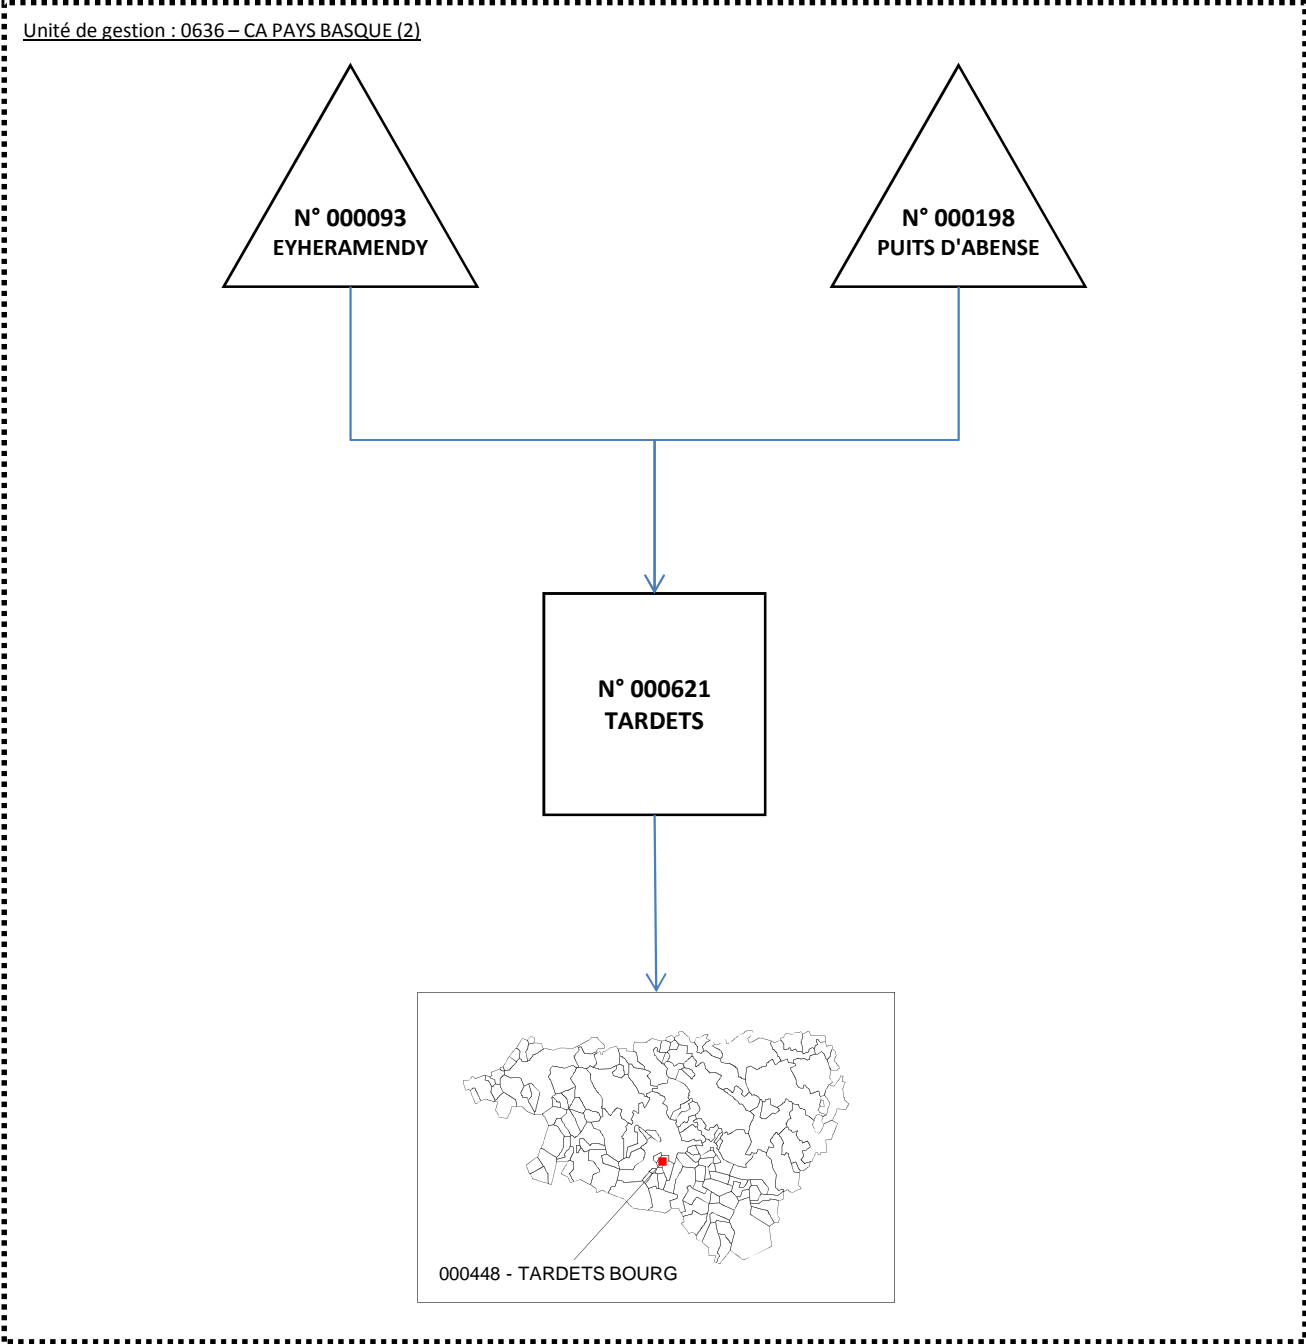 Unité de gestion : 0636 – CA PAYS BASQUE (2)
N° 000093
EYHERAMENDY
N° 000198
PUITS D'ABENSE
N° 000621
TARDETS
000448 - TARDETS BOURG